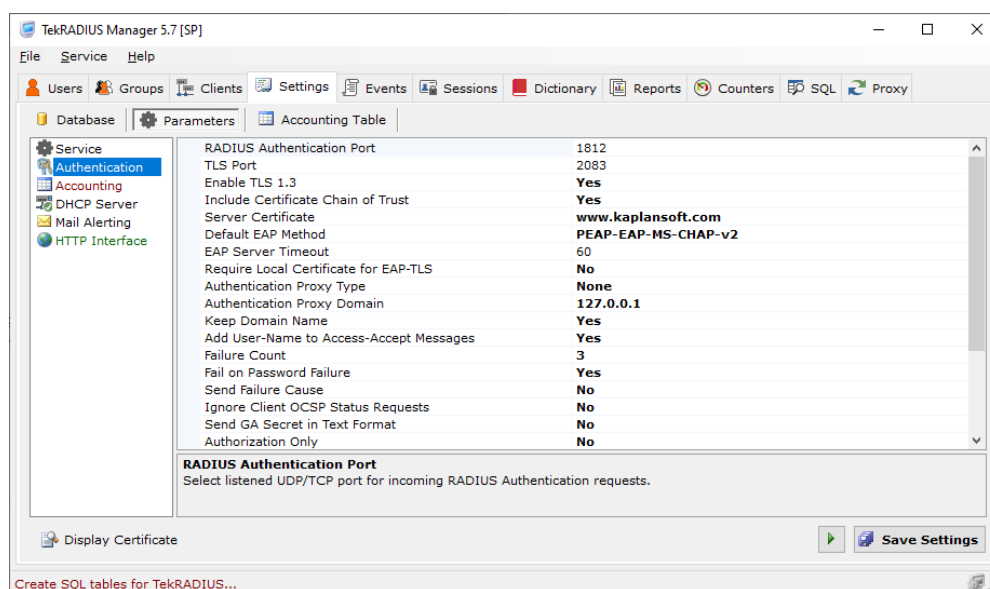 TekRADIUS Manager 5.7 [SP]
File Service Help
Users Groups Clients Settings Events Sessions Dictionary Reports Counters SQL Proxy
Database Parameters Accounting Table
Service
Authentication
Accounting
DHCP Server
Mail Alerting
HTTP Interface
RADIUS Authentication Port 1812
TLS Port 2083
Enable TLS 1.3 Yes
Include Certificate Chain of Trust Yes
Server Certificate www.kaplansoft.com
Default EAP Method PEAP-EAP-MS-CHAP-v2
EAP Server Timeout 60
Require Local Certificate for EAP-TLS No
Authentication Proxy Type None
Authentication Proxy Domain 127.0.0.1
Keep Domain Name Yes
Add User-Name to Access-Accept Messages Yes
Failure Count 3
Fail on Password Failure Yes
Send Failure Cause No
Ignore Client OCSP Status Requests No
Send GA Secret in Text Format No
Authorization Only No
RADIUS Authentication Port
Select listened UDP/TCP port for incoming RADIUS Authentication requests.
Display Certificate Save Settings
Create SQL tables for TekRADIUS...